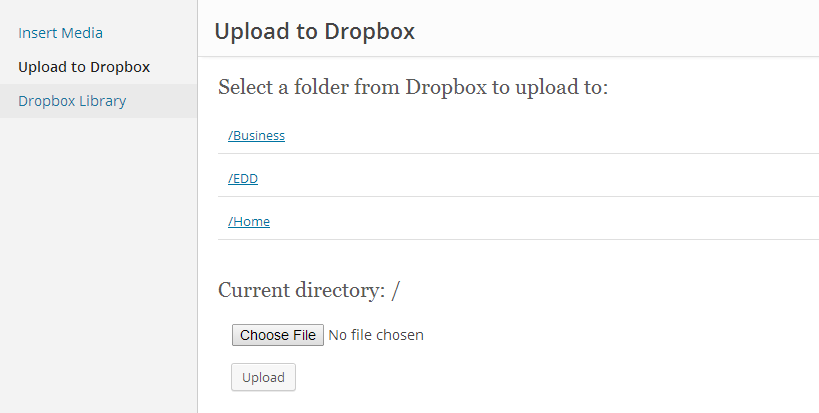 Insert Media
Upload to Dropbox
Dropbox Library
Upload to Dropbox
Select a folder from Dropbox to upload to:
/Business
/EDD
/Home
Current directory: /
Choose File No file chosen
Upload